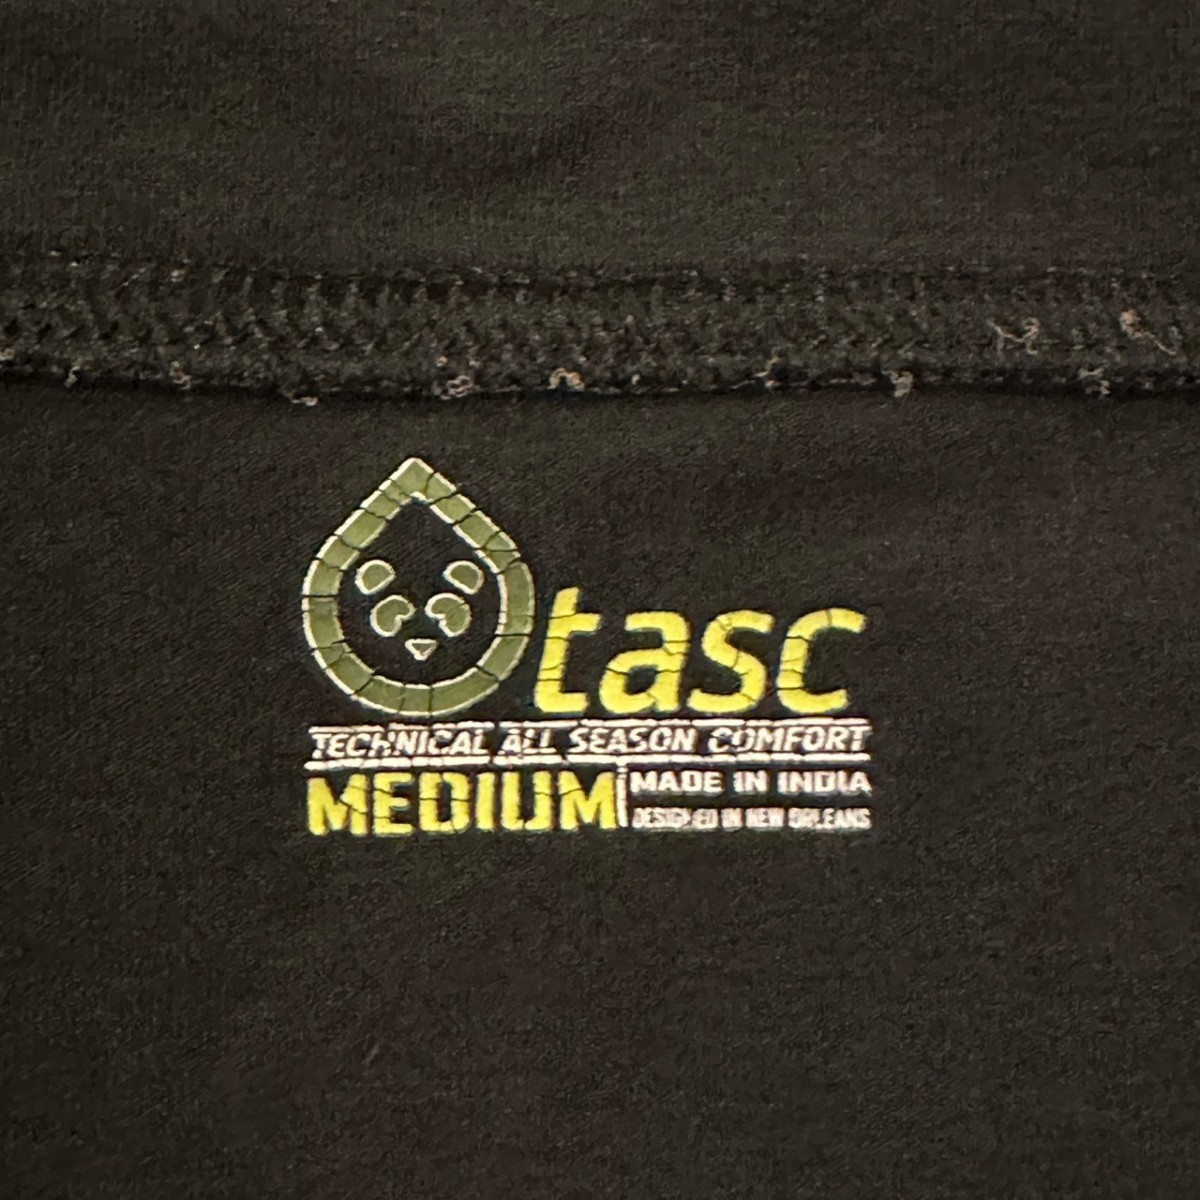 tasc
TECHNICAL ALL SEASON COMFORT
MEDIUM
MADE IN INDIA
DESIGNED IN NEW ORLEANS